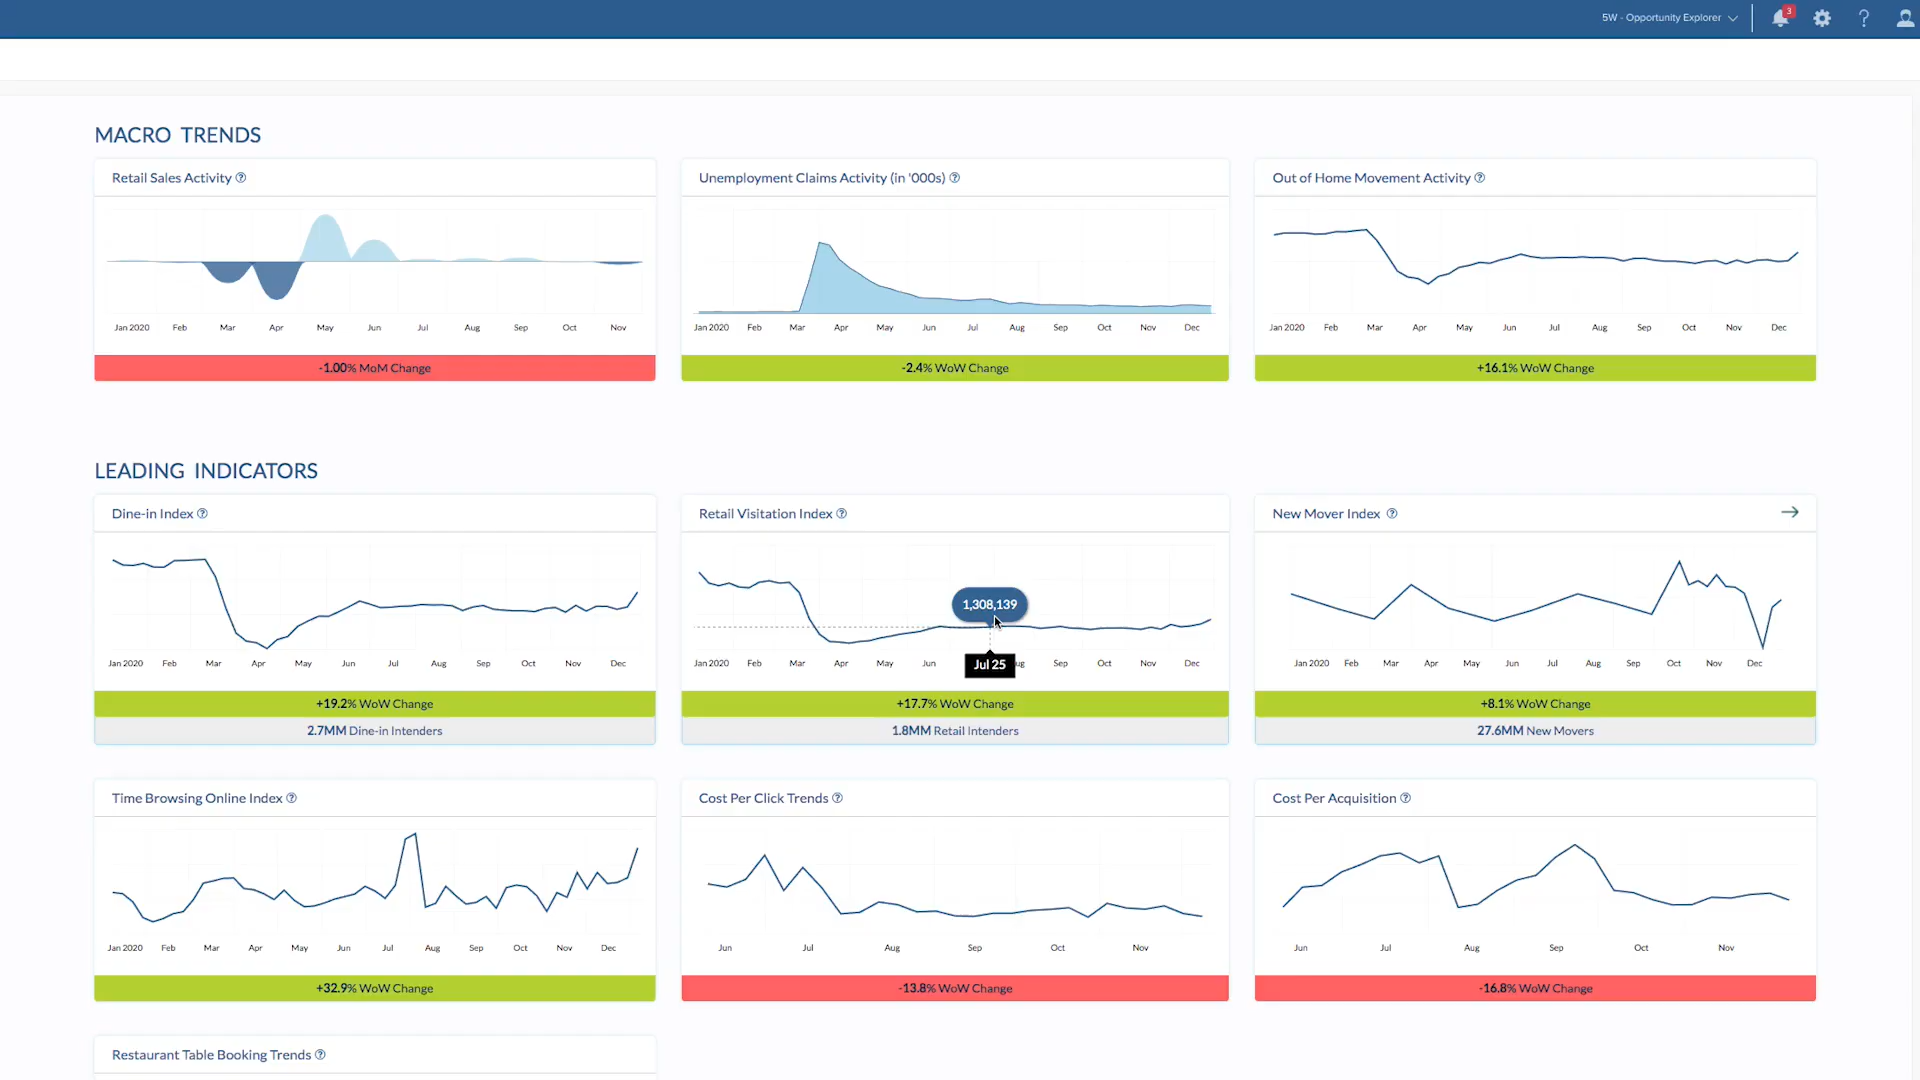 5W - Opportunity Explorer
3
?
MACRO TRENDS
Retail Sales Activity ?
Unemployment Claims Activity (in '000s) ?
Out of Home Movement Activity ?
Jan 2020 Feb Mar Apr May Jun Jul Aug Sep Oct Nov
Jan 2020 Feb Mar Apr May Jun Jul Aug Sep Oct Nov Dec
Jan 2020 Feb Mar Apr May Jun Jul Aug Sep Oct Nov Dec
-1.00% MoM Change
-2.4% WoW Change
+16.1% WoW Change
LEADING INDICATORS
Dine-in Index ?
Retail Visitation Index ?
New Mover Index ?
1,308,139
Jan 2020 Feb Mar Apr May Jun Jul Aug Sep Oct Nov Dec
Jan 2020 Feb Mar Apr May Jun Jul 25 ug Sep Oct Nov Dec
Jan 2020 Feb Mar Apr May Jun Jul Aug Sep Oct Nov Dec
+19.2% WoW Change
+17.7% WoW Change
+8.1% WoW Change
2.7MM Dine-in Intenders
1.8MM Retail Intenders
27.6MM New Movers
Time Browsing Online Index ?
Cost Per Click Trends ?
Cost Per Acquisition ?
Jan 2020 Feb Mar Apr May Jun Jul Aug Sep Oct Nov Dec
Jun Jul Aug Sep Oct Nov
Jun Jul Aug Sep Oct Nov
+32.9% WoW Change
-13.8% WoW Change
-16.8% WoW Change
Restaurant Table Booking Trends ?